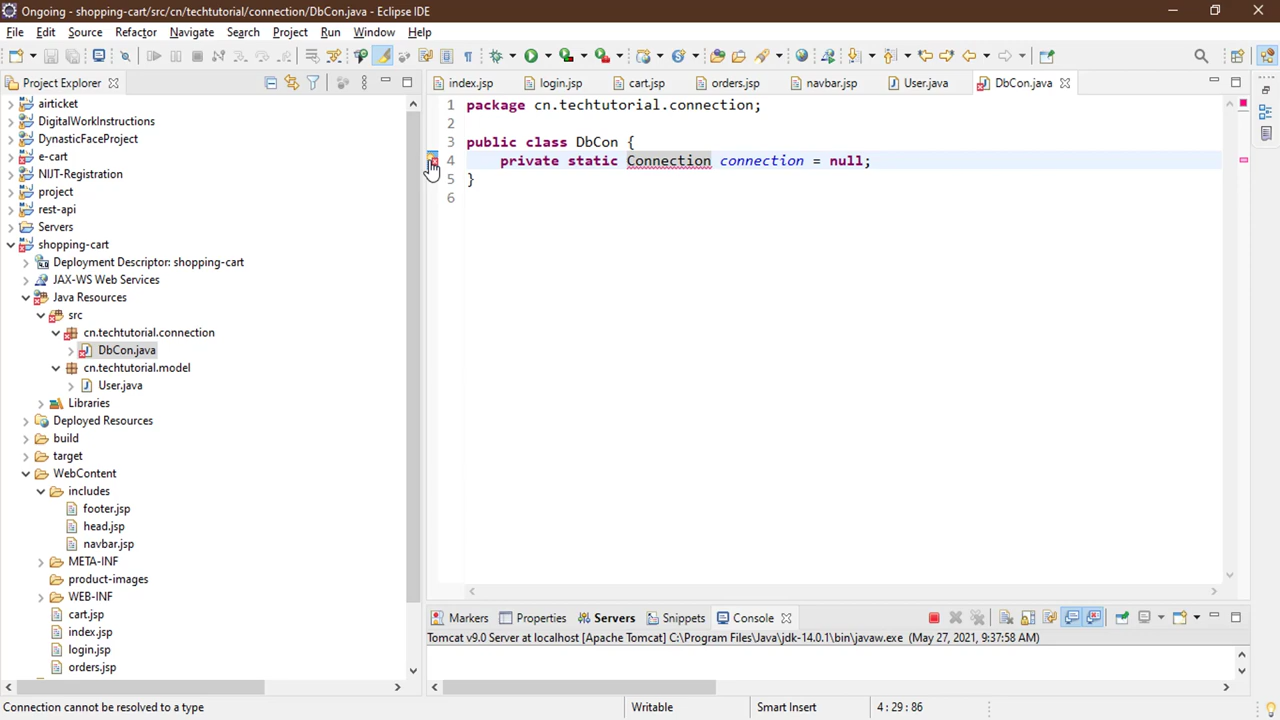 Ongoing - shopping-cart/src/cn/techtutorial/connection/DbCon.java - Eclipse IDE
File Edit Source Refactor Navigate Search Project Run Window Help
Project Explorer
index.jsp login.jsp cart.jsp orders.jsp navbar.jsp User.java DbCon.java
airticket
DigitalWorkInstructions
DynasticFaceProject
e-cart
NIJT-Registration
project
rest-api
Servers
shopping-cart
Deployment Descriptor: shopping-cart
JAX-WS Web Services
Java Resources
src
cn.techtutorial.connection
DbCon.java
cn.techtutorial.model
User.java
Libraries
Deployed Resources
build
target
WebContent
includes
footer.jsp
head.jsp
navbar.jsp
META-INF
product-images
WEB-INF
cart.jsp
index.jsp
login.jsp
orders.jsp
1 package cn.techtutorial.connection;
2
3 public class DbCon {
4 private static Connection connection = null;
5 }
6
Markers Properties Servers Snippets Console
Tomcat v9.0 Server at localhost [Apache Tomcat] C:\Program Files\Java\jdk-14.0.1\bin\javaw.exe (May 27, 2021, 9:37:58 AM)
Connection cannot be resolved to a type Writable Smart Insert 4 : 29 : 86